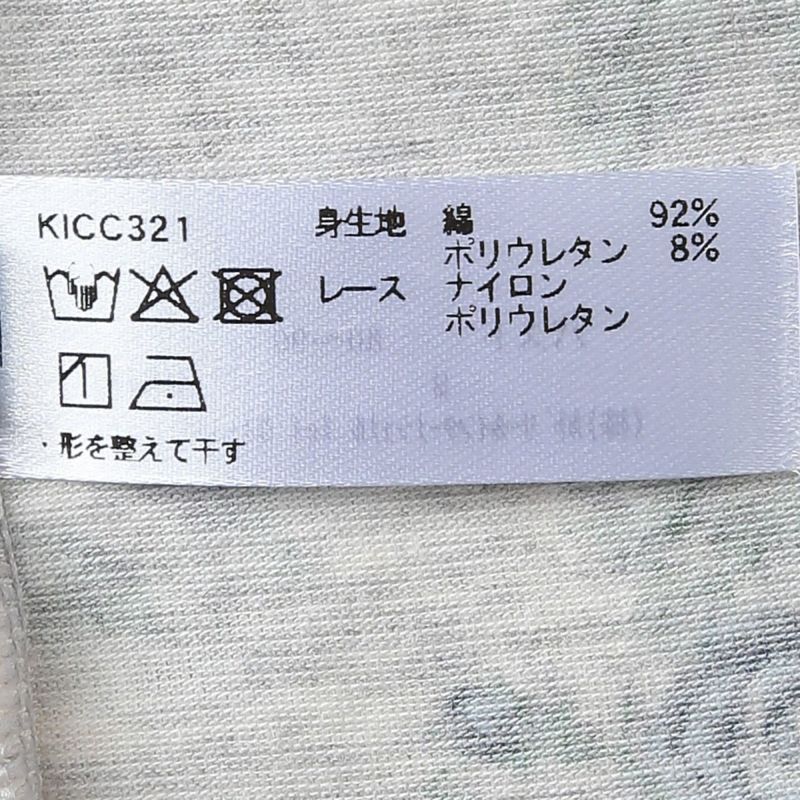 KICC321
身生地 綿 92%
ポリウレタン 8%
レース ナイロン
ポリウレタン
・形を整えて干す